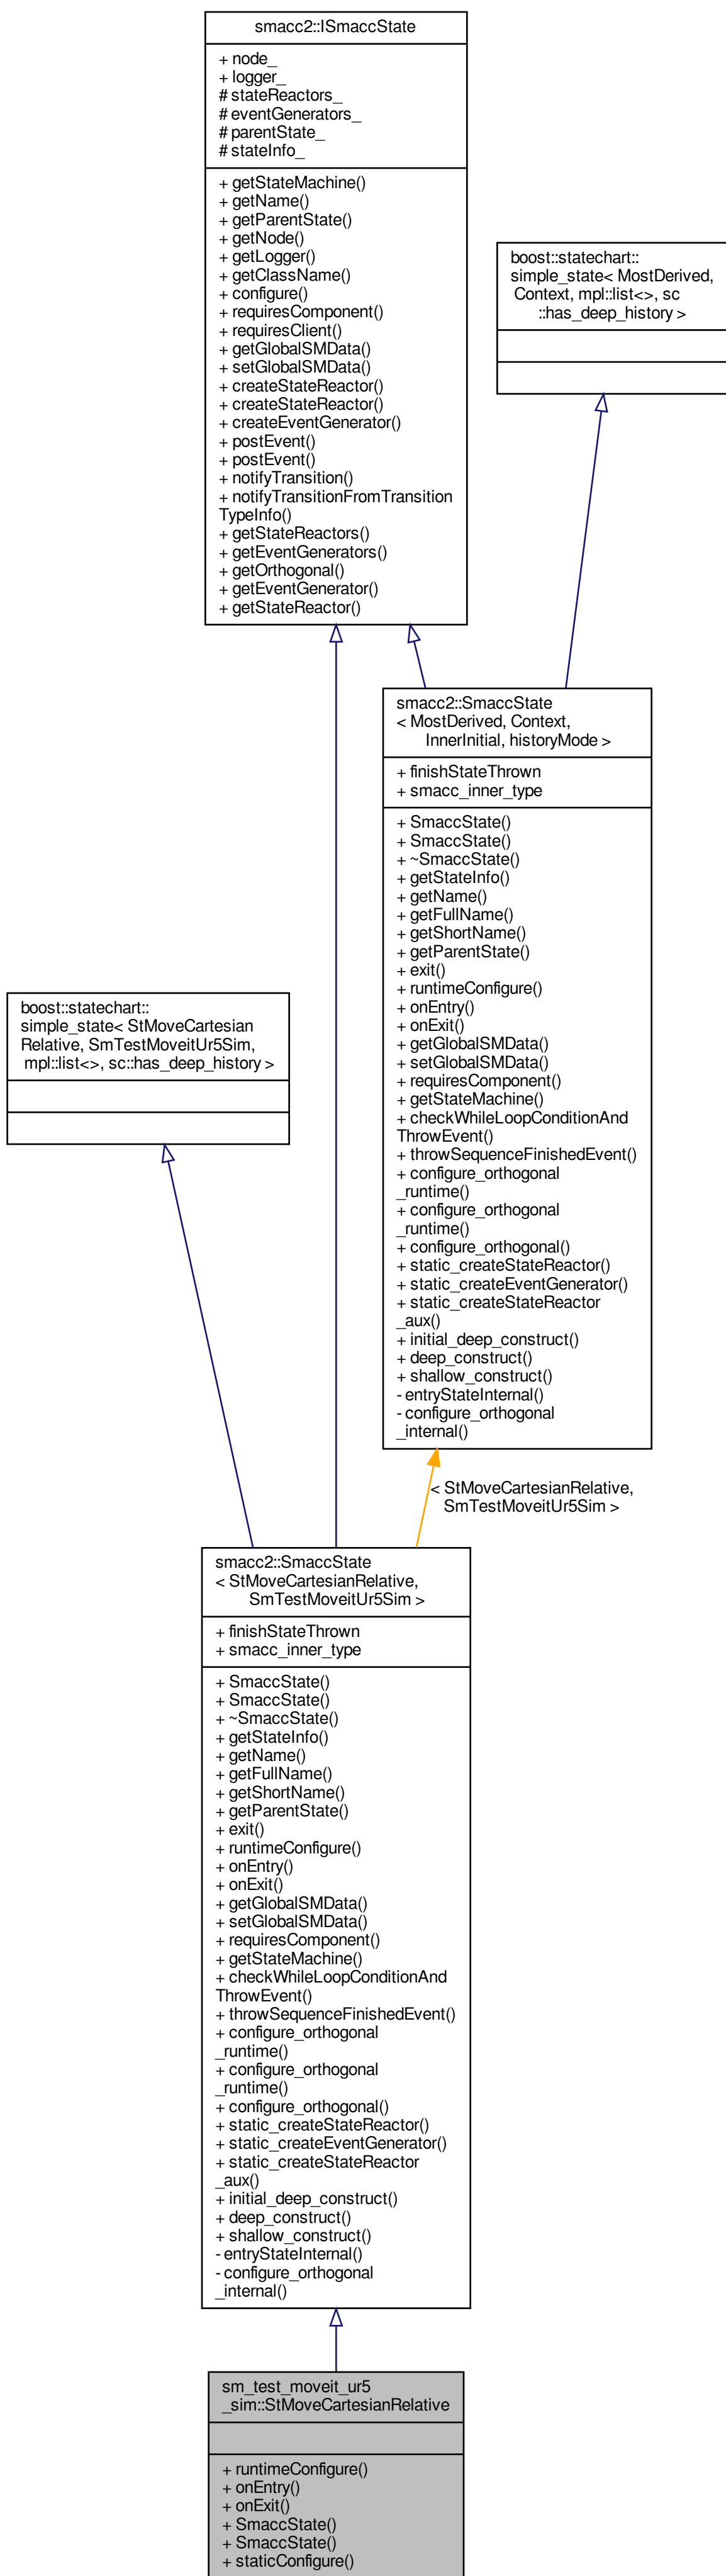 smacc2::ISmaccState
+ node_
+ logger_
# stateReactors_
# eventGenerators_
# parentState_
# stateInfo_
+ getStateMachine()
+ getName()
+ getParentState()
+ getNode()
+ getLogger()
+ getClassName()
+ configure()
+ requiresComponent()
+ requiresClient()
+ getGlobalSMData()
+ setGlobalSMData()
+ createStateReactor()
+ createStateReactor()
+ createEventGenerator()
+ postEvent()
+ postEvent()
+ notifyTransition()
+ notifyTransitionFromTransition
TypeInfo()
+ getStateReactors()
+ getEventGenerators()
+ getOrthogonal()
+ getEventGenerator()
+ getStateReactor()
boost::statechart::
simple_state< MostDerived,
Context, mpl::list<>, sc
::has_deep_history >
smacc2::SmaccState
< MostDerived, Context,
InnerInitial, historyMode >
+ finishStateThrown
+ smacc_inner_type
+ SmaccState()
+ SmaccState()
+ ~SmaccState()
+ getStateInfo()
+ getName()
+ getFullName()
+ getShortName()
+ getParentState()
+ exit()
+ runtimeConfigure()
+ onEntry()
+ onExit()
+ getGlobalSMData()
+ setGlobalSMData()
+ requiresComponent()
+ getStateMachine()
+ checkWhileLoopConditionAnd
ThrowEvent()
+ throwSequenceFinishedEvent()
+ configure_orthogonal
_runtime()
+ configure_orthogonal
_runtime()
+ configure_orthogonal()
+ static_createStateReactor()
+ static_createEventGenerator()
+ static_createStateReactor
_aux()
+ initial_deep_construct()
+ deep_construct()
+ shallow_construct()
- entryStateInternal()
- configure_orthogonal
_internal()
boost::statechart::
simple_state< StMoveCartesian
Relative, SmTestMoveitUr5Sim,
mpl::list<>, sc::has_deep_history >
< StMoveCartesianRelative,
SmTestMoveitUr5Sim >
smacc2::SmaccState
< StMoveCartesianRelative,
SmTestMoveitUr5Sim >
+ finishStateThrown
+ smacc_inner_type
+ SmaccState()
+ SmaccState()
+ ~SmaccState()
+ getStateInfo()
+ getName()
+ getFullName()
+ getShortName()
+ getParentState()
+ exit()
+ runtimeConfigure()
+ onEntry()
+ onExit()
+ getGlobalSMData()
+ setGlobalSMData()
+ requiresComponent()
+ getStateMachine()
+ checkWhileLoopConditionAnd
ThrowEvent()
+ throwSequenceFinishedEvent()
+ configure_orthogonal
_runtime()
+ configure_orthogonal
_runtime()
+ configure_orthogonal()
+ static_createStateReactor()
+ static_createEventGenerator()
+ static_createStateReactor
_aux()
+ initial_deep_construct()
+ deep_construct()
+ shallow_construct()
- entryStateInternal()
- configure_orthogonal
_internal()
sm_test_moveit_ur5
_sim::StMoveCartesianRelative
+ runtimeConfigure()
+ onEntry()
+ onExit()
+ SmaccState()
+ SmaccState()
+ staticConfigure()